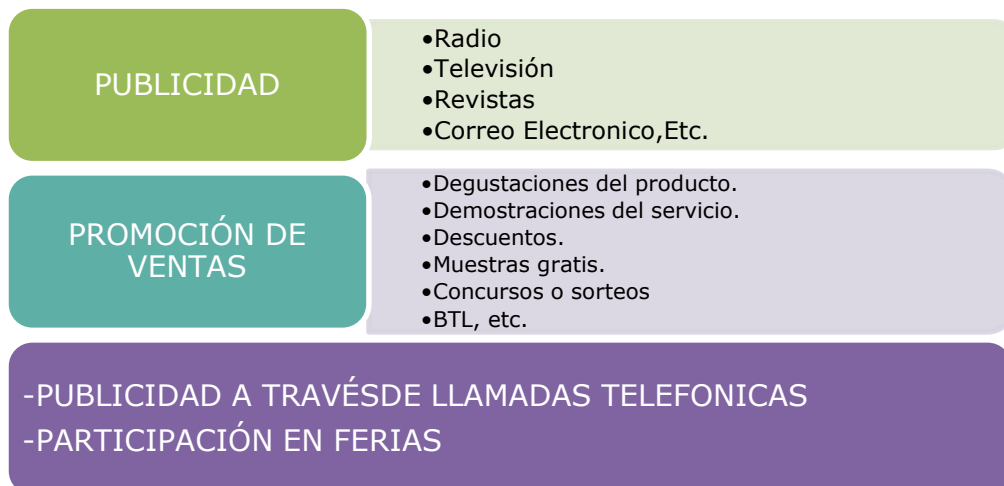 PUBLICIDAD
•Radio
•Televisión
•Revistas
•Correo Electronico,Etc.
PROMOCIÓN DE
VENTAS
•Degustaciones del producto.
•Demostraciones del servicio.
•Descuentos.
•Muestras gratis.
•Concursos o sorteos
•BTL, etc.
-PUBLICIDAD A TRAVÉSDE LLAMADAS TELEFONICAS
-PARTICIPACIÓN EN FERIAS